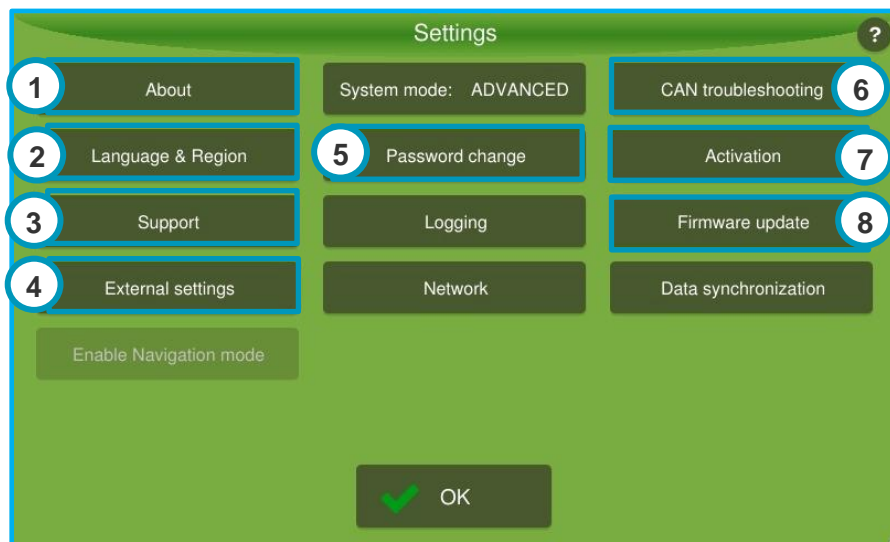 Settings
?
1 About
System mode: ADVANCED
CAN troubleshooting 6
2 Language & Region
5 Password change
Activation 7
3 Support
Logging
Firmware update 8
4 External settings
Network
Data synchronization
Enable Navigation mode
OK